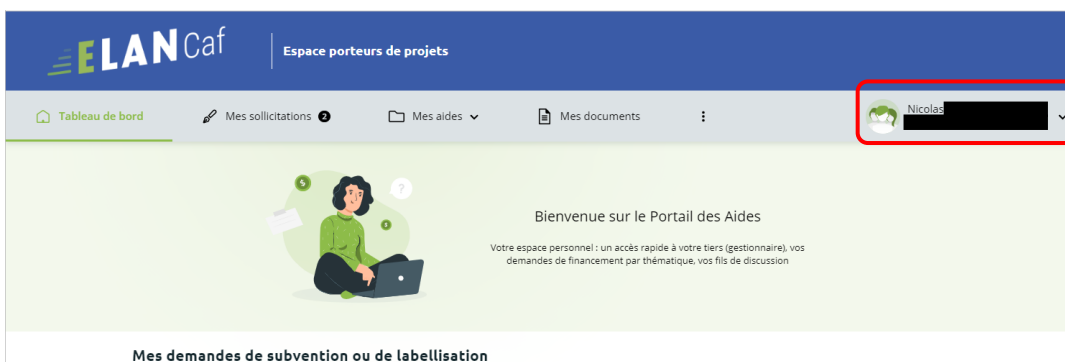 ELAN Caf
Espace porteurs de projets
Tableau de bord
Mes sollicitations 2
Mes aides
Mes documents
Nicolas
?
Bienvenue sur le Portail des Aides
Votre espace personnel : un accès rapide à votre tiers (gestionnaire), vos
demandes de financement par thématique, vos fils de discussion
Mes demandes de subvention ou de labellisation